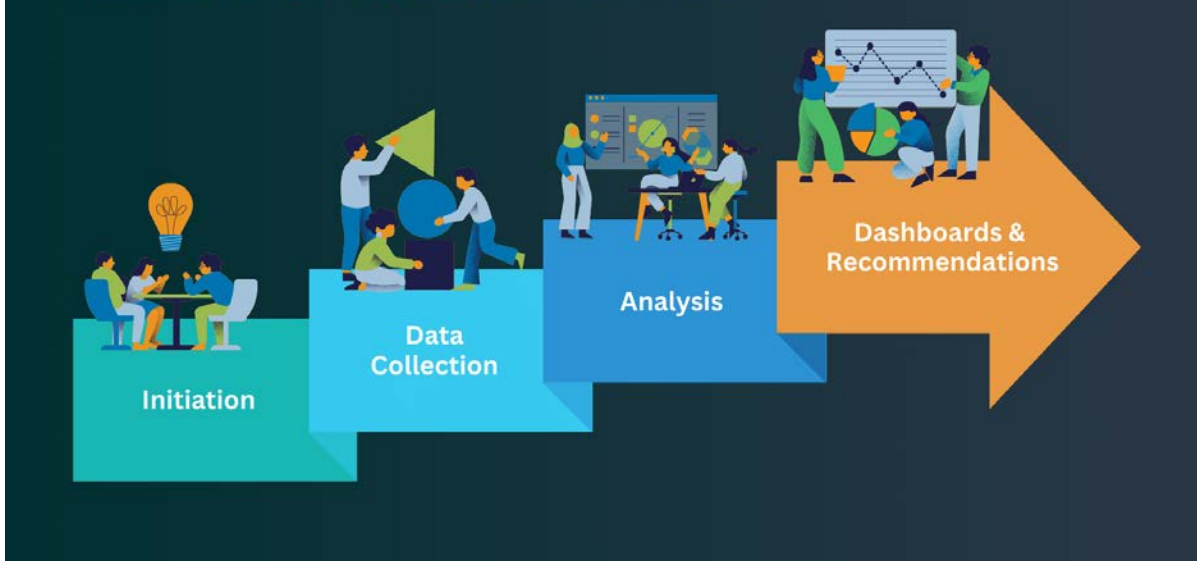 Initiation
Data
Collection
Analysis
Dashboards &
Recommendations